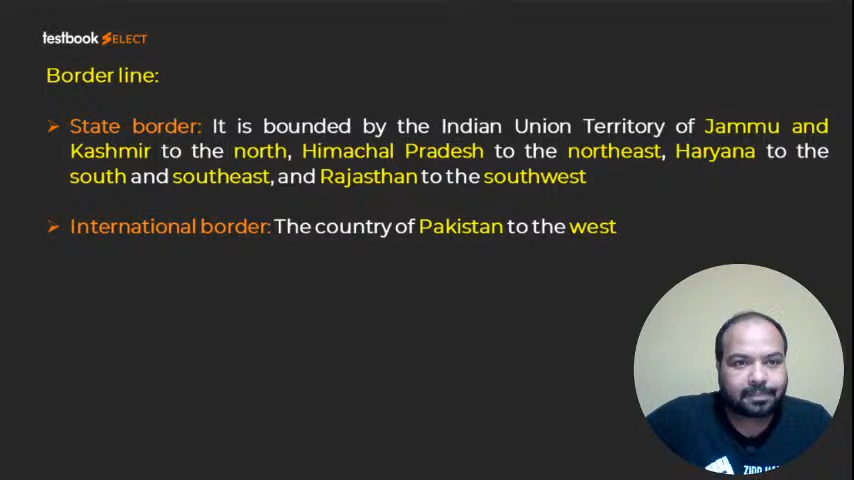 testbook SELECT
Border line:
➢ State border: It is bounded by the Indian Union Territory of Jammu and
Kashmir to the north, Himachal Pradesh to the northeast, Haryana to the
south and southeast, and Rajasthan to the southwest
➢ International border: The country of Pakistan to the west